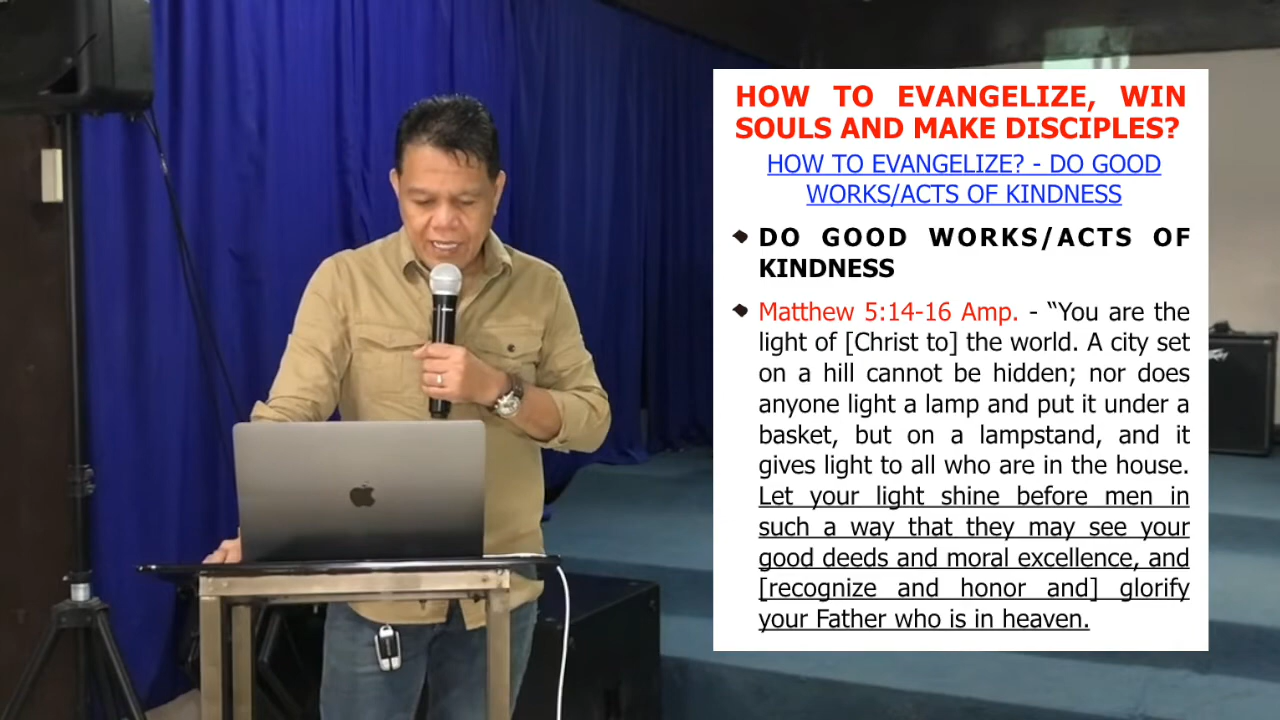 HOW TO EVANGELIZE, WIN
SOULS AND MAKE DISCIPLES?
HOW TO EVANGELIZE? - DO GOOD
WORKS/ACTS OF KINDNESS
DO GOOD WORKS/ACTS OF
KINDNESS
Matthew 5:14-16 Amp. - “You are the
light of [Christ to] the world. A city set
on a hill cannot be hidden; nor does
anyone light a lamp and put it under a
basket, but on a lampstand, and it
gives light to all who are in the house.
Let your light shine before men in
such a way that they may see your
good deeds and moral excellence, and
[recognize and honor and] glorify
your Father who is in heaven.